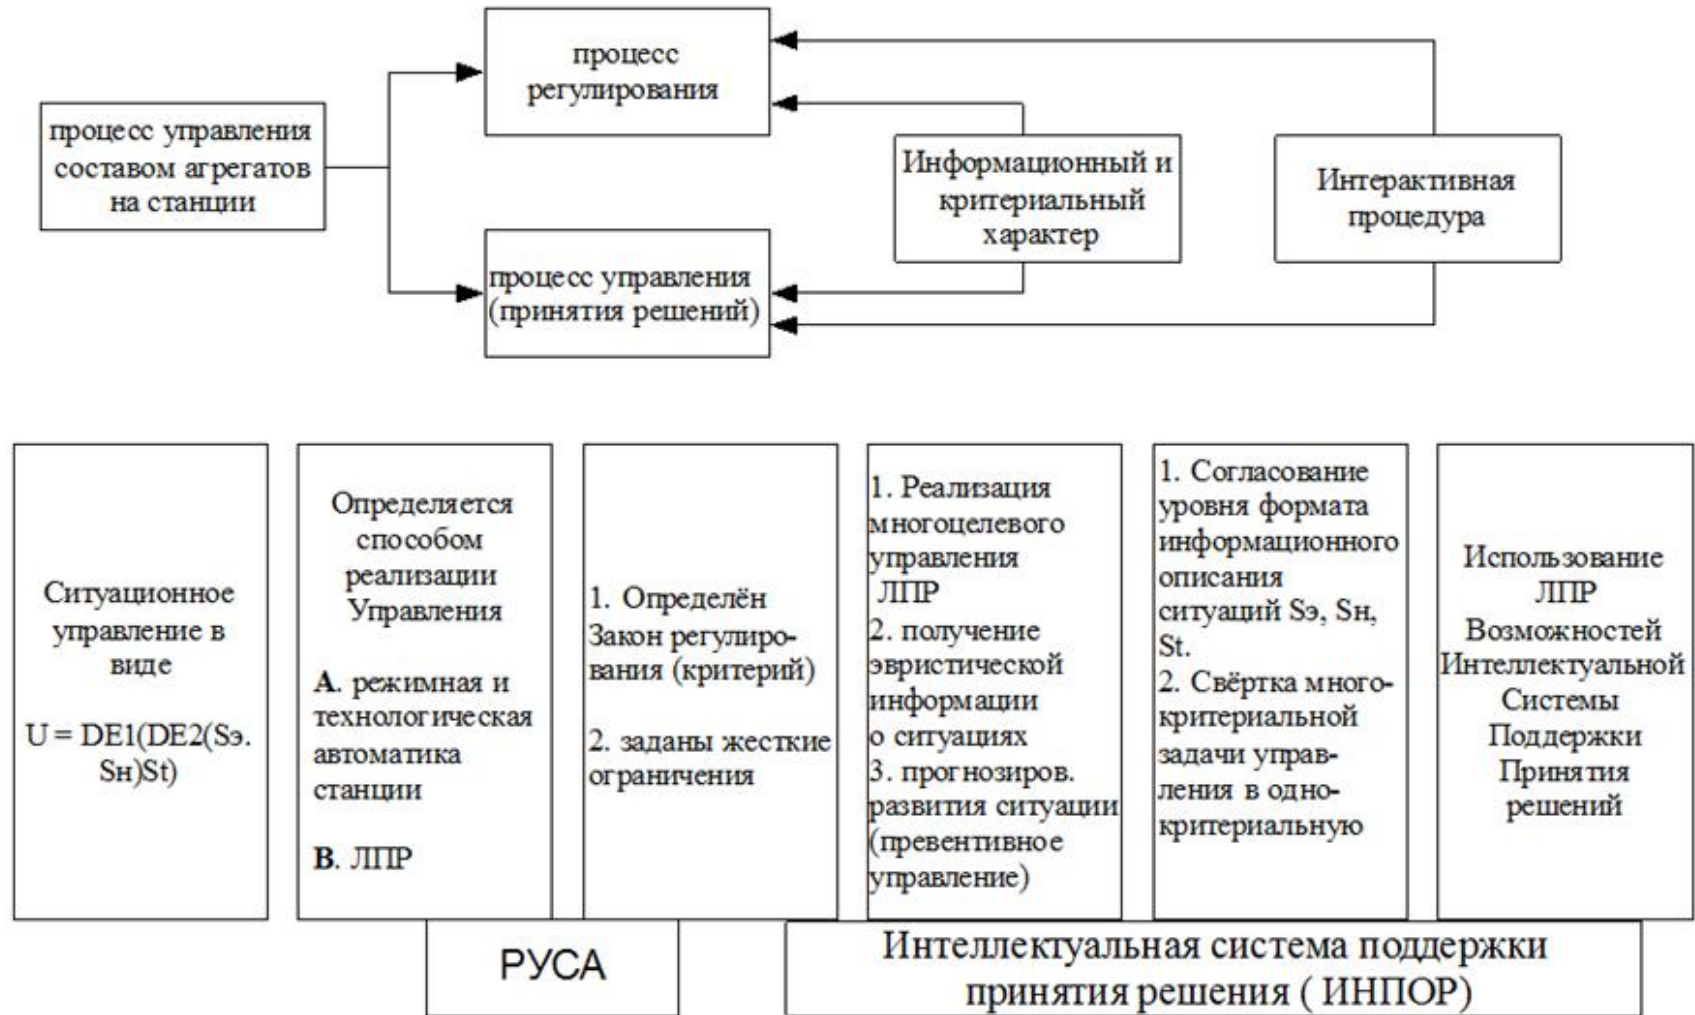 процесс
регулирования
процесс управления
составом агрегатов
на станции
Информационный и
критериальный
характер
Интерактивная
процедура
процесс управления
(принятия решений)
Ситуационное
управление в
виде
U = DE1(DE2(Sэ.
Sн)St)
Определяется
способом
реализации
Управления
А. режимная и
технологическая
автоматика
станции
В. ЛПР
1. Определён
Закон регулиро-
вания (критерий)
2. заданы жесткие
ограничения
1. Реализация
многоцелевого
управления
ЛПР
2. получение
эвристической
информации
о ситуациях
3. прогнозиров.
развития ситуации
(превентивное
управление)
1. Согласование
уровня формата
информационного
описания
ситуаций Sэ, Sн,
St.
2. Свёртка много-
критериальной
задачи управ-
ления в одно-
критериальную
Использование
ЛПР
Возможностей
Интеллектуальной
Системы
Поддержки
Принятия
решений
РУСА
Интеллектуальная система поддержки
принятия решения ( ИНПОР)